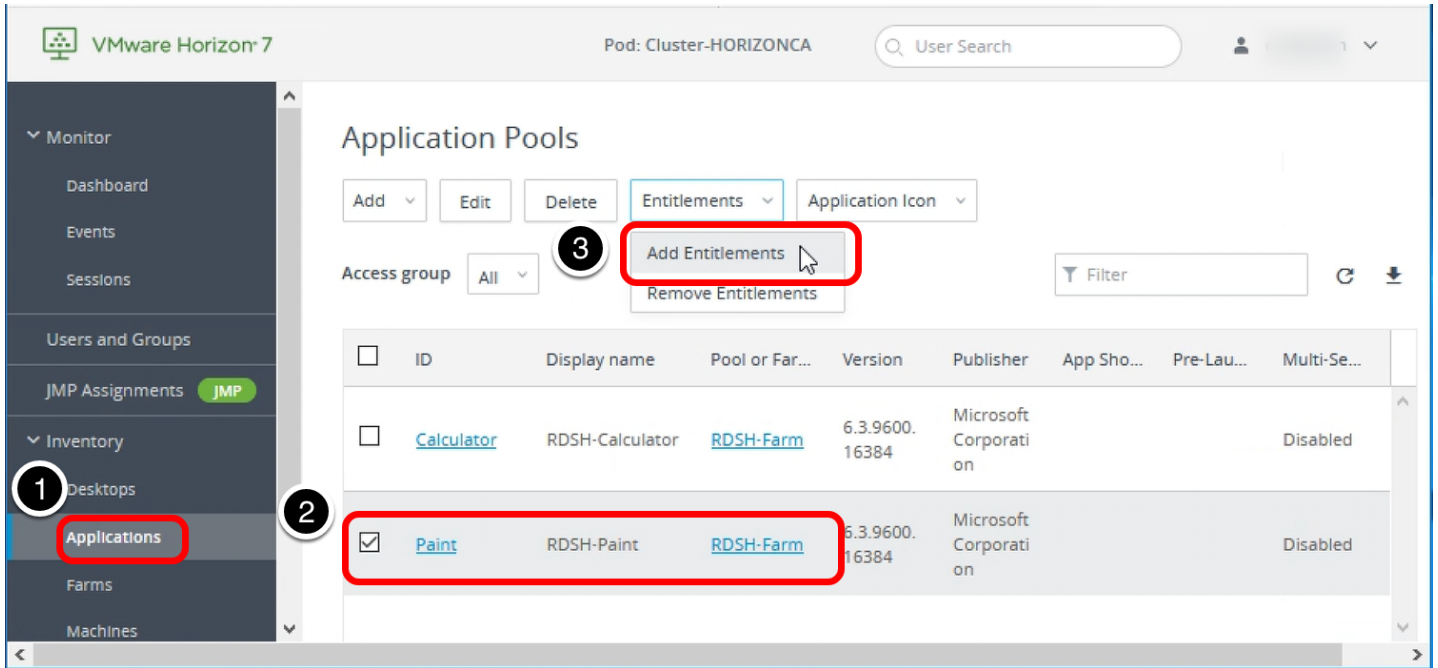 VMware Horizon® 7
Pod: Cluster-HORIZONCA
User Search
Monitor
Dashboard
Events
Sessions
Users and Groups
JMP Assignments JMP
Inventory
1
Desktops
Applications
Farms
Machines
Application Pools
Add Edit Delete Entitlements Application Icon
3
Add Entitlements
Remove Entitlements
Access group All
Filter
ID Display name Pool or Far... Version Publisher App Sho... Pre-Lau... Multi-Se...
Calculator RDSH-Calculator RDSH-Farm 6.3.9600.
16384 Microsoft
Corporati
on Disabled
2
Paint RDSH-Paint RDSH-Farm 6.3.9600.
16384 Microsoft
Corporati
on Disabled